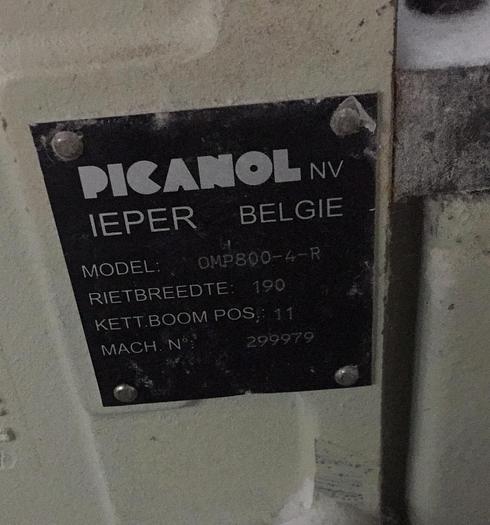 PICANOL NV
IEPER BELGIE
MODEL: OMP800-4-R
RIETBREEDTE: 190
KETT.BOOM POS.: 11
MACH. N°: 299979